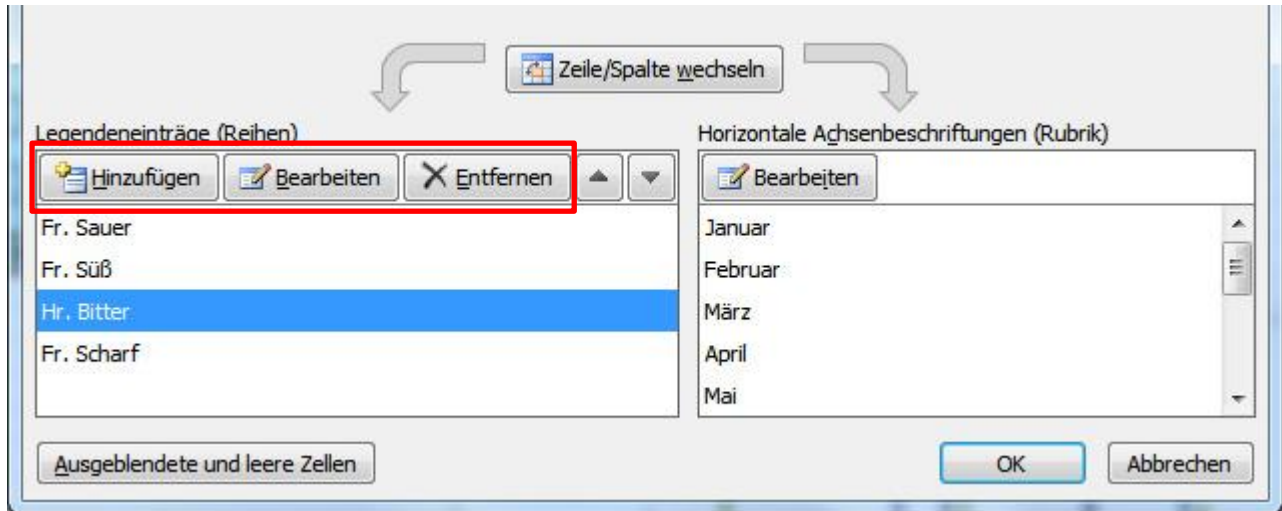 Zeile/Spalte wechseln
Legendeneinträge (Reihen)
Hinzufügen Bearbeiten Entfernen
Fr. Sauer
Fr. Süß
Hr. Bitter
Fr. Scharf
Horizontale Achsenbeschriftungen (Rubrik)
Bearbeiten
Januar
Februar
März
April
Mai
Ausgeblendete und leere Zellen
OK Abbrechen